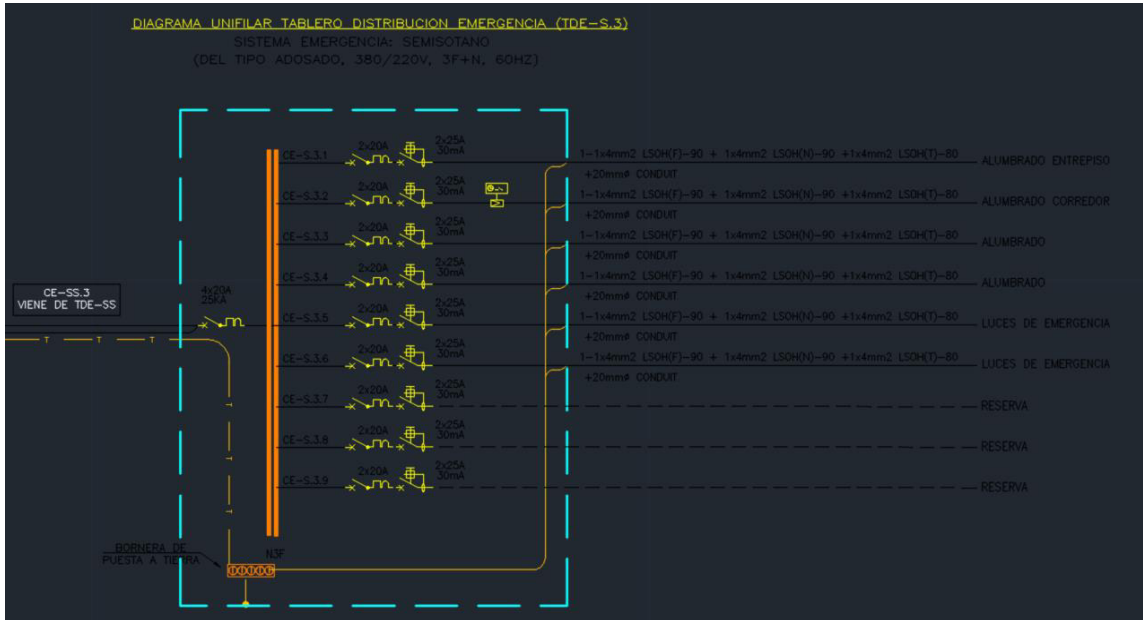 DIAGRAMA UNIFILAR TABLERO DISTRIBUCION EMERGENCIA (TDE-S.3)
SISTEMA EMERGENCIA: SEMISOTANO
(DEL TIPO ADOSADO, 380/220V, 3F+N, 60HZ)
CE-SS.3
VIENE DE TDE-SS
4x20A
25KA
CE-S.3.1 2x20A 2x25A 30mA 1-1x4mm2 LSOH(F)-90 + 1x4mm2 LSOH(N)-90 +1x4mm2 LSOH(T)-80 ALUMBRADO ENTREPISO
+20mmø CONDUIT
CE-S.3.2 2x20A 2x25A 30mA 1-1x4mm2 LSOH(F)-90 + 1x4mm2 LSOH(N)-90 +1x4mm2 LSOH(T)-80 ALUMBRADO CORREDOR
+20mmø CONDUIT
CE-S.3.3 2x20A 2x25A 30mA 1-1x4mm2 LSOH(F)-90 + 1x4mm2 LSOH(N)-90 +1x4mm2 LSOH(T)-80 ALUMBRADO
+20mmø CONDUIT
CE-S.3.4 2x20A 2x25A 30mA 1-1x4mm2 LSOH(F)-90 + 1x4mm2 LSOH(N)-90 +1x4mm2 LSOH(T)-80 ALUMBRADO
+20mmø CONDUIT
CE-S.3.5 2x20A 2x25A 30mA 1-1x4mm2 LSOH(F)-90 + 1x4mm2 LSOH(N)-90 +1x4mm2 LSOH(T)-80 LUCES DE EMERGENCIA
+20mmø CONDUIT
CE-S.3.6 2x20A 2x25A 30mA 1-1x4mm2 LSOH(F)-90 + 1x4mm2 LSOH(N)-90 +1x4mm2 LSOH(T)-80 LUCES DE EMERGENCIA
+20mmø CONDUIT
CE-S.3.7 2x20A 2x25A 30mA RESERVA
CE-S.3.8 2x20A 2x25A 30mA RESERVA
CE-S.3.9 2x20A 2x25A 30mA RESERVA
T T T
T
T
T
BORNERA DE
PUESTA A TIERRA
N3F